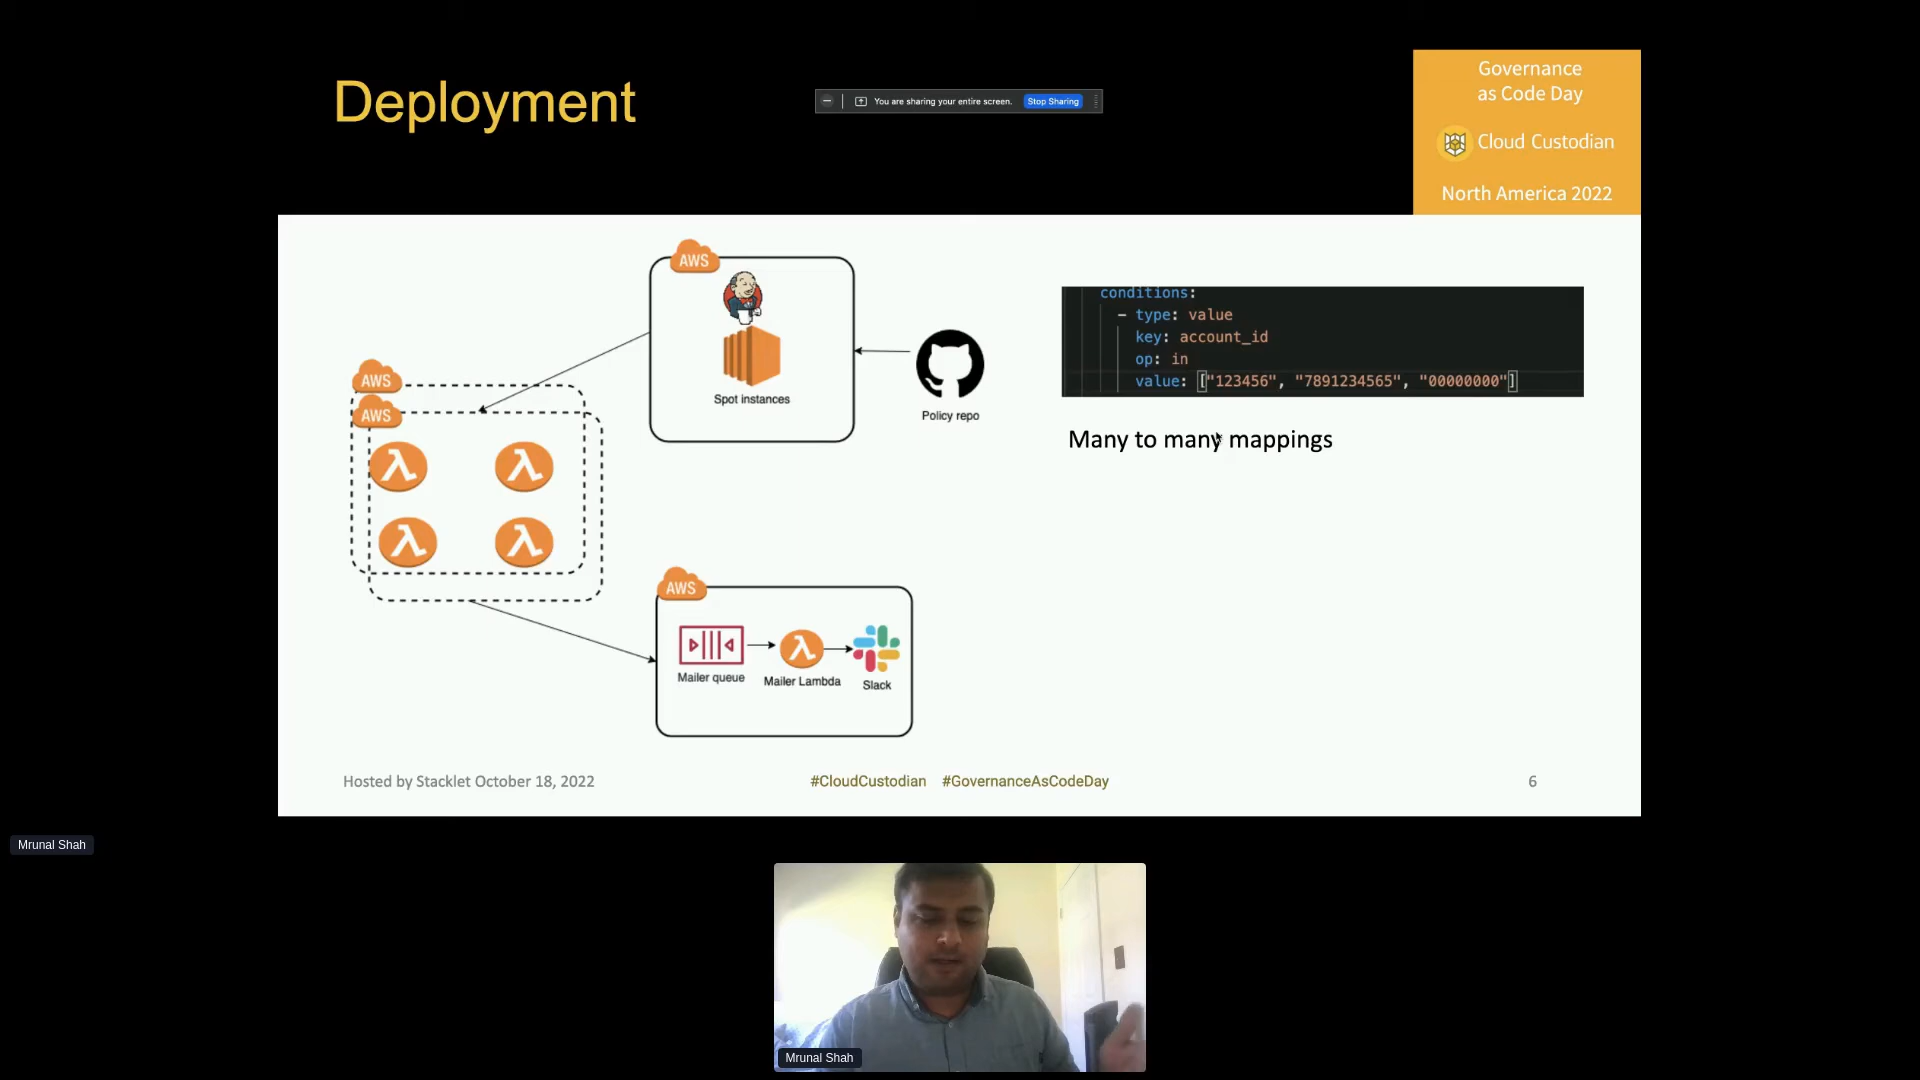 Deployment
You are sharing your entire screen. Stop Sharing
Governance
as Code Day
Cloud Custodian
North America 2022
AWS
Spot instances
Policy repo
AWS
AWS
conditions:
- type: value
key: account_id
op: in
value: ["123456", "7891234565", "00000000"]
Many to many mappings
AWS
Mailer queue
Mailer Lambda
Slack
Hosted by Stacklet October 18, 2022
#CloudCustodian #GovernanceAsCodeDay
6
Mrunal Shah
Mrunal Shah